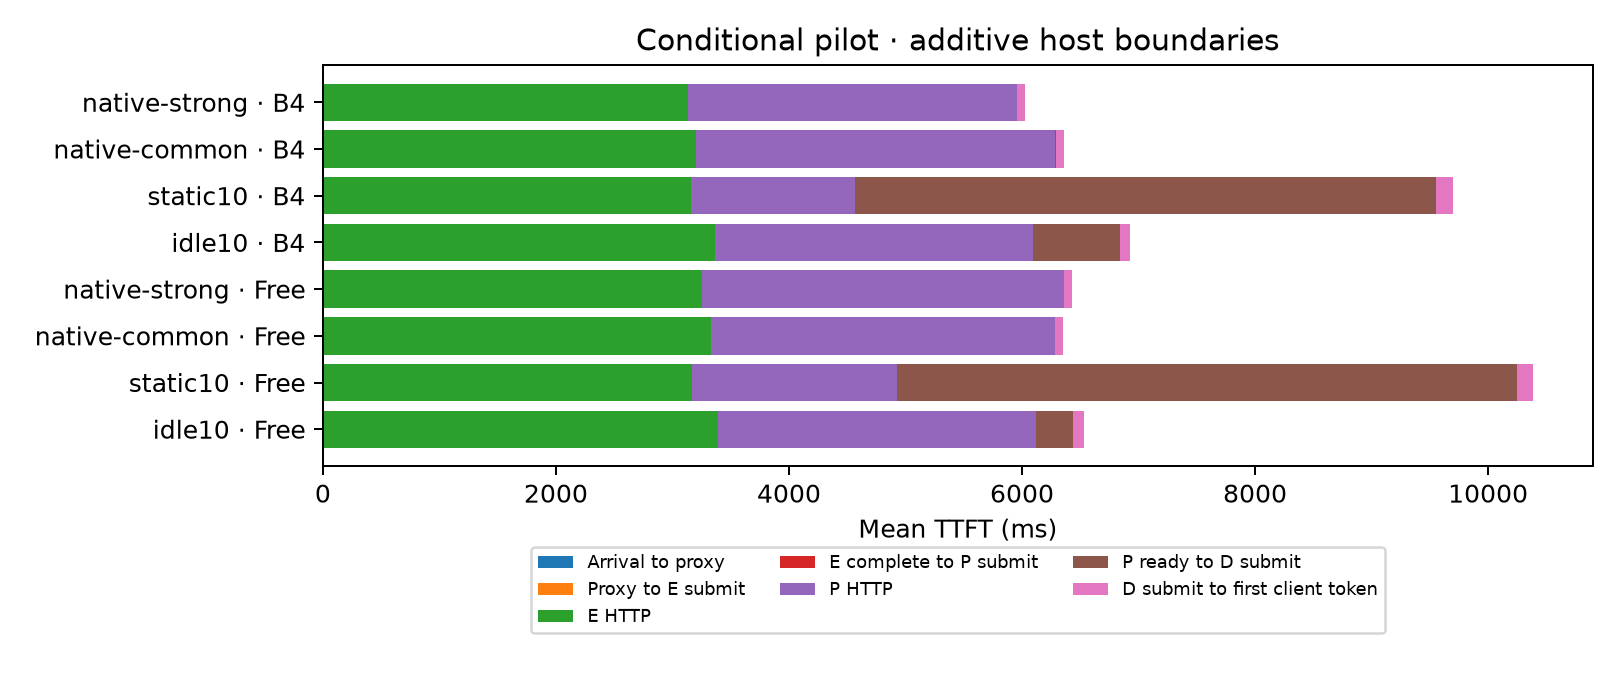 Conditional pilot · additive host boundaries
native-strong · B4
native-common · B4
static10 · B4
idle10 · B4
native-strong · Free
native-common · Free
static10 · Free
idle10 · Free
0 2000 4000 6000 8000 10000
Mean TTFT (ms)
Arrival to proxy E complete to P submit P ready to D submit
Proxy to E submit P HTTP D submit to first client token
E HTTP